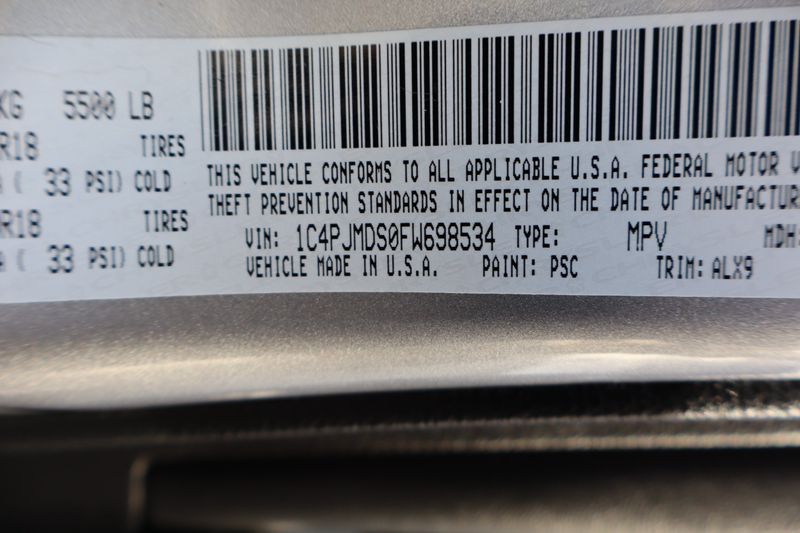 KG 5500 LB
R18 TIRES
( 33 PSI) COLD
R18 TIRES
( 33 PSI) COLD
THIS VEHICLE CONFORMS TO ALL APPLICABLE U.S.A. FEDERAL MOTOR V
THEFT PREVENTION STANDARDS IN EFFECT ON THE DATE OF MANUFACTUR
VIN: 1C4PJMDS0FW698534 TYPE: MPV MDH:
VEHICLE MADE IN U.S.A. PAINT: PSC TRIM: ALX9